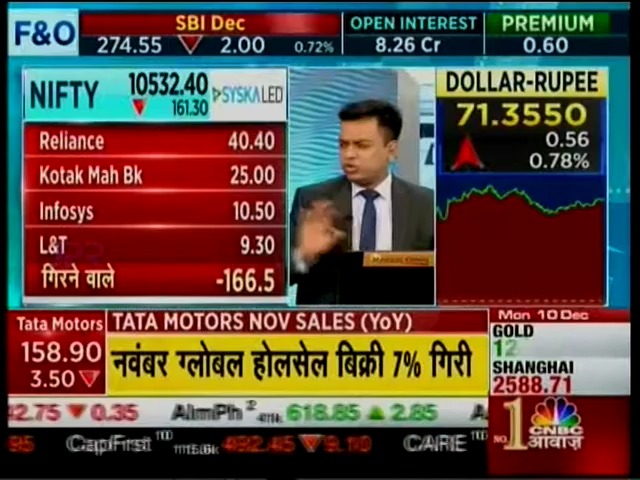 F&O
SBI Dec
274.55 2.00 0.72%
OPEN INTEREST
8.26 Cr
PREMIUM
0.60
NIFTY
10532.40
161.30
SYSKA LED
Reliance 40.40
Kotak Mah Bk 25.00
Infosys 10.50
L&T 9.30
गिरने वाले -166.5
DOLLAR-RUPEE
71.3550
0.56
0.78%
Tata Motors
158.90
3.50
TATA MOTORS NOV SALES (YoY)
नवंबर ग्लोबल होलसेल बिक्री 7% गिरी
Mon 10 Dec
GOLD
12
SHANGHAI
2588.71
42.75 0.35 AlmPh 618.85 2.85
CapFirst 492.45 9.10 CARE 100
NO. 1 CNBC
आवाज़